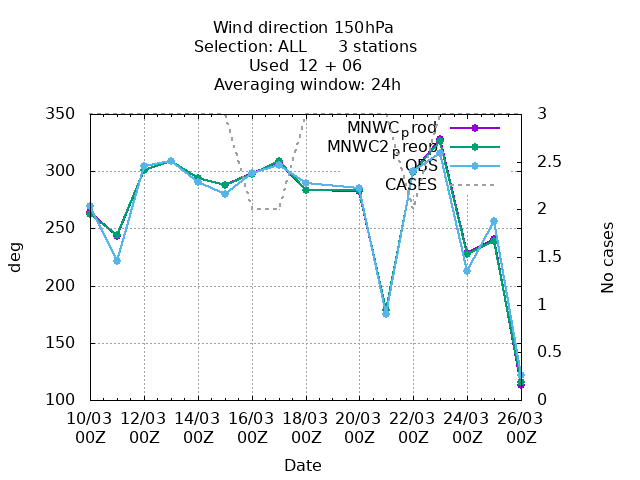 Wind direction 150hPa
Selection: ALL 3 stations
Used 12 + 06
Averaging window: 24h
350 3
MNWCprod
MNWC2preop
300 2.5
OBS
CASES
250 2
deg
No cases
200 1.5
1
150 0.5
100 0
10/03 12/03 14/03 16/03 18/03 20/03 22/03 24/03 26/03
00Z 00Z 00Z 00Z 00Z 00Z 00Z 00Z 00Z
Date